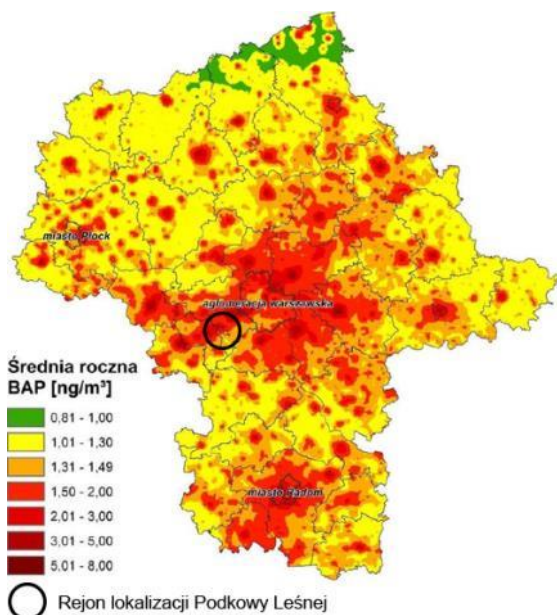 miasto Płock
aglomeracja warszawska
Średnia roczna
BAP [ng/m³]
0,81 - 1,00
1,01 - 1,30
1,31 - 1,49
1,50 - 2,00
2,01 - 3,00
3,01 - 5,00
5,01 - 8,00
miasto Radom
Rejon lokalizacji Podkowy Leśnej